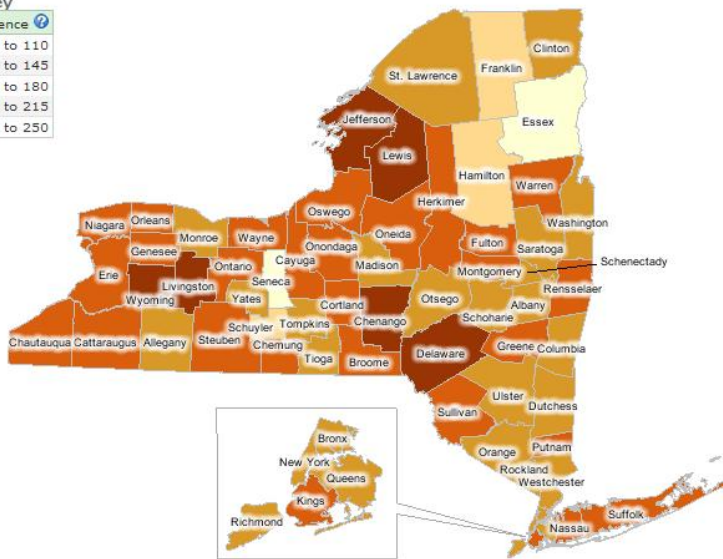 ey
ence ?
to 110
to 145
to 180
to 215
to 250
Clinton
Franklin
St. Lawrence
Essex
Jefferson
Lewis
Hamilton
Warren
Herkimer
Oswego
Washington
Niagara
Orleans
Monroe
Wayne
Oneida
Fulton
Saratoga
Genesee
Onondaga
Cayuga
Madison
Montgomery
Schenectady
Erie
Ontario
Seneca
Livingston
Wyoming
Yates
Cortland
Otsego
Rensselaer
Albany
Schoharie
Chenango
Schuyler
Tompkins
Chautauqua
Cattaraugus
Allegany
Steuben
Chemung
Tioga
Broome
Delaware
Greene
Columbia
Ulster
Dutchess
Sullivan
Orange
Putnam
Rockland
Westchester
Bronx
New York
Queens
Kings
Richmond
Nassau
Suffolk